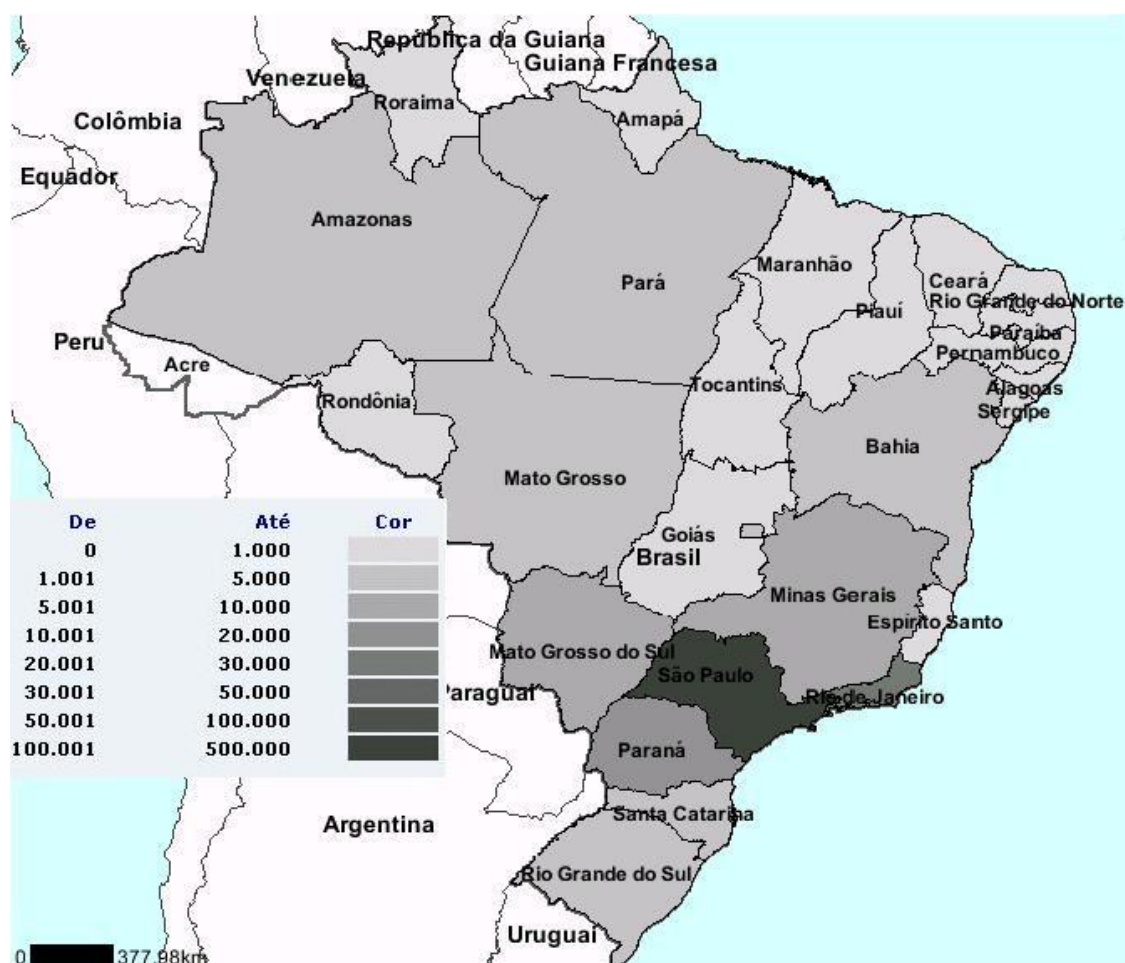 República da Guiana
Guiana Francesa
Venezuela
Roraima
Amapá
Colômbia
Equador
Amazonas
Maranhão
Ceará
Pará
Rio Grande do Norte
Piauí
Peru
Paraíba
Acre
Pernambuco
Tocantins
Alagoas
Rondônia
Sergipe
Bahia
Mato Grosso
Goiás
Brasil
Minas Gerais
Espírito Santo
Mato Grosso do Sul
São Paulo
Paraguai
Rio de Janeiro
Paraná
Santa Catarina
Argentina
Rio Grande do Sul
Uruguai
De Até Cor
0 1.000
1.001 5.000
5.001 10.000
10.001 20.000
20.001 30.000
30.001 50.000
50.001 100.000
100.001 500.000
0 377.98km